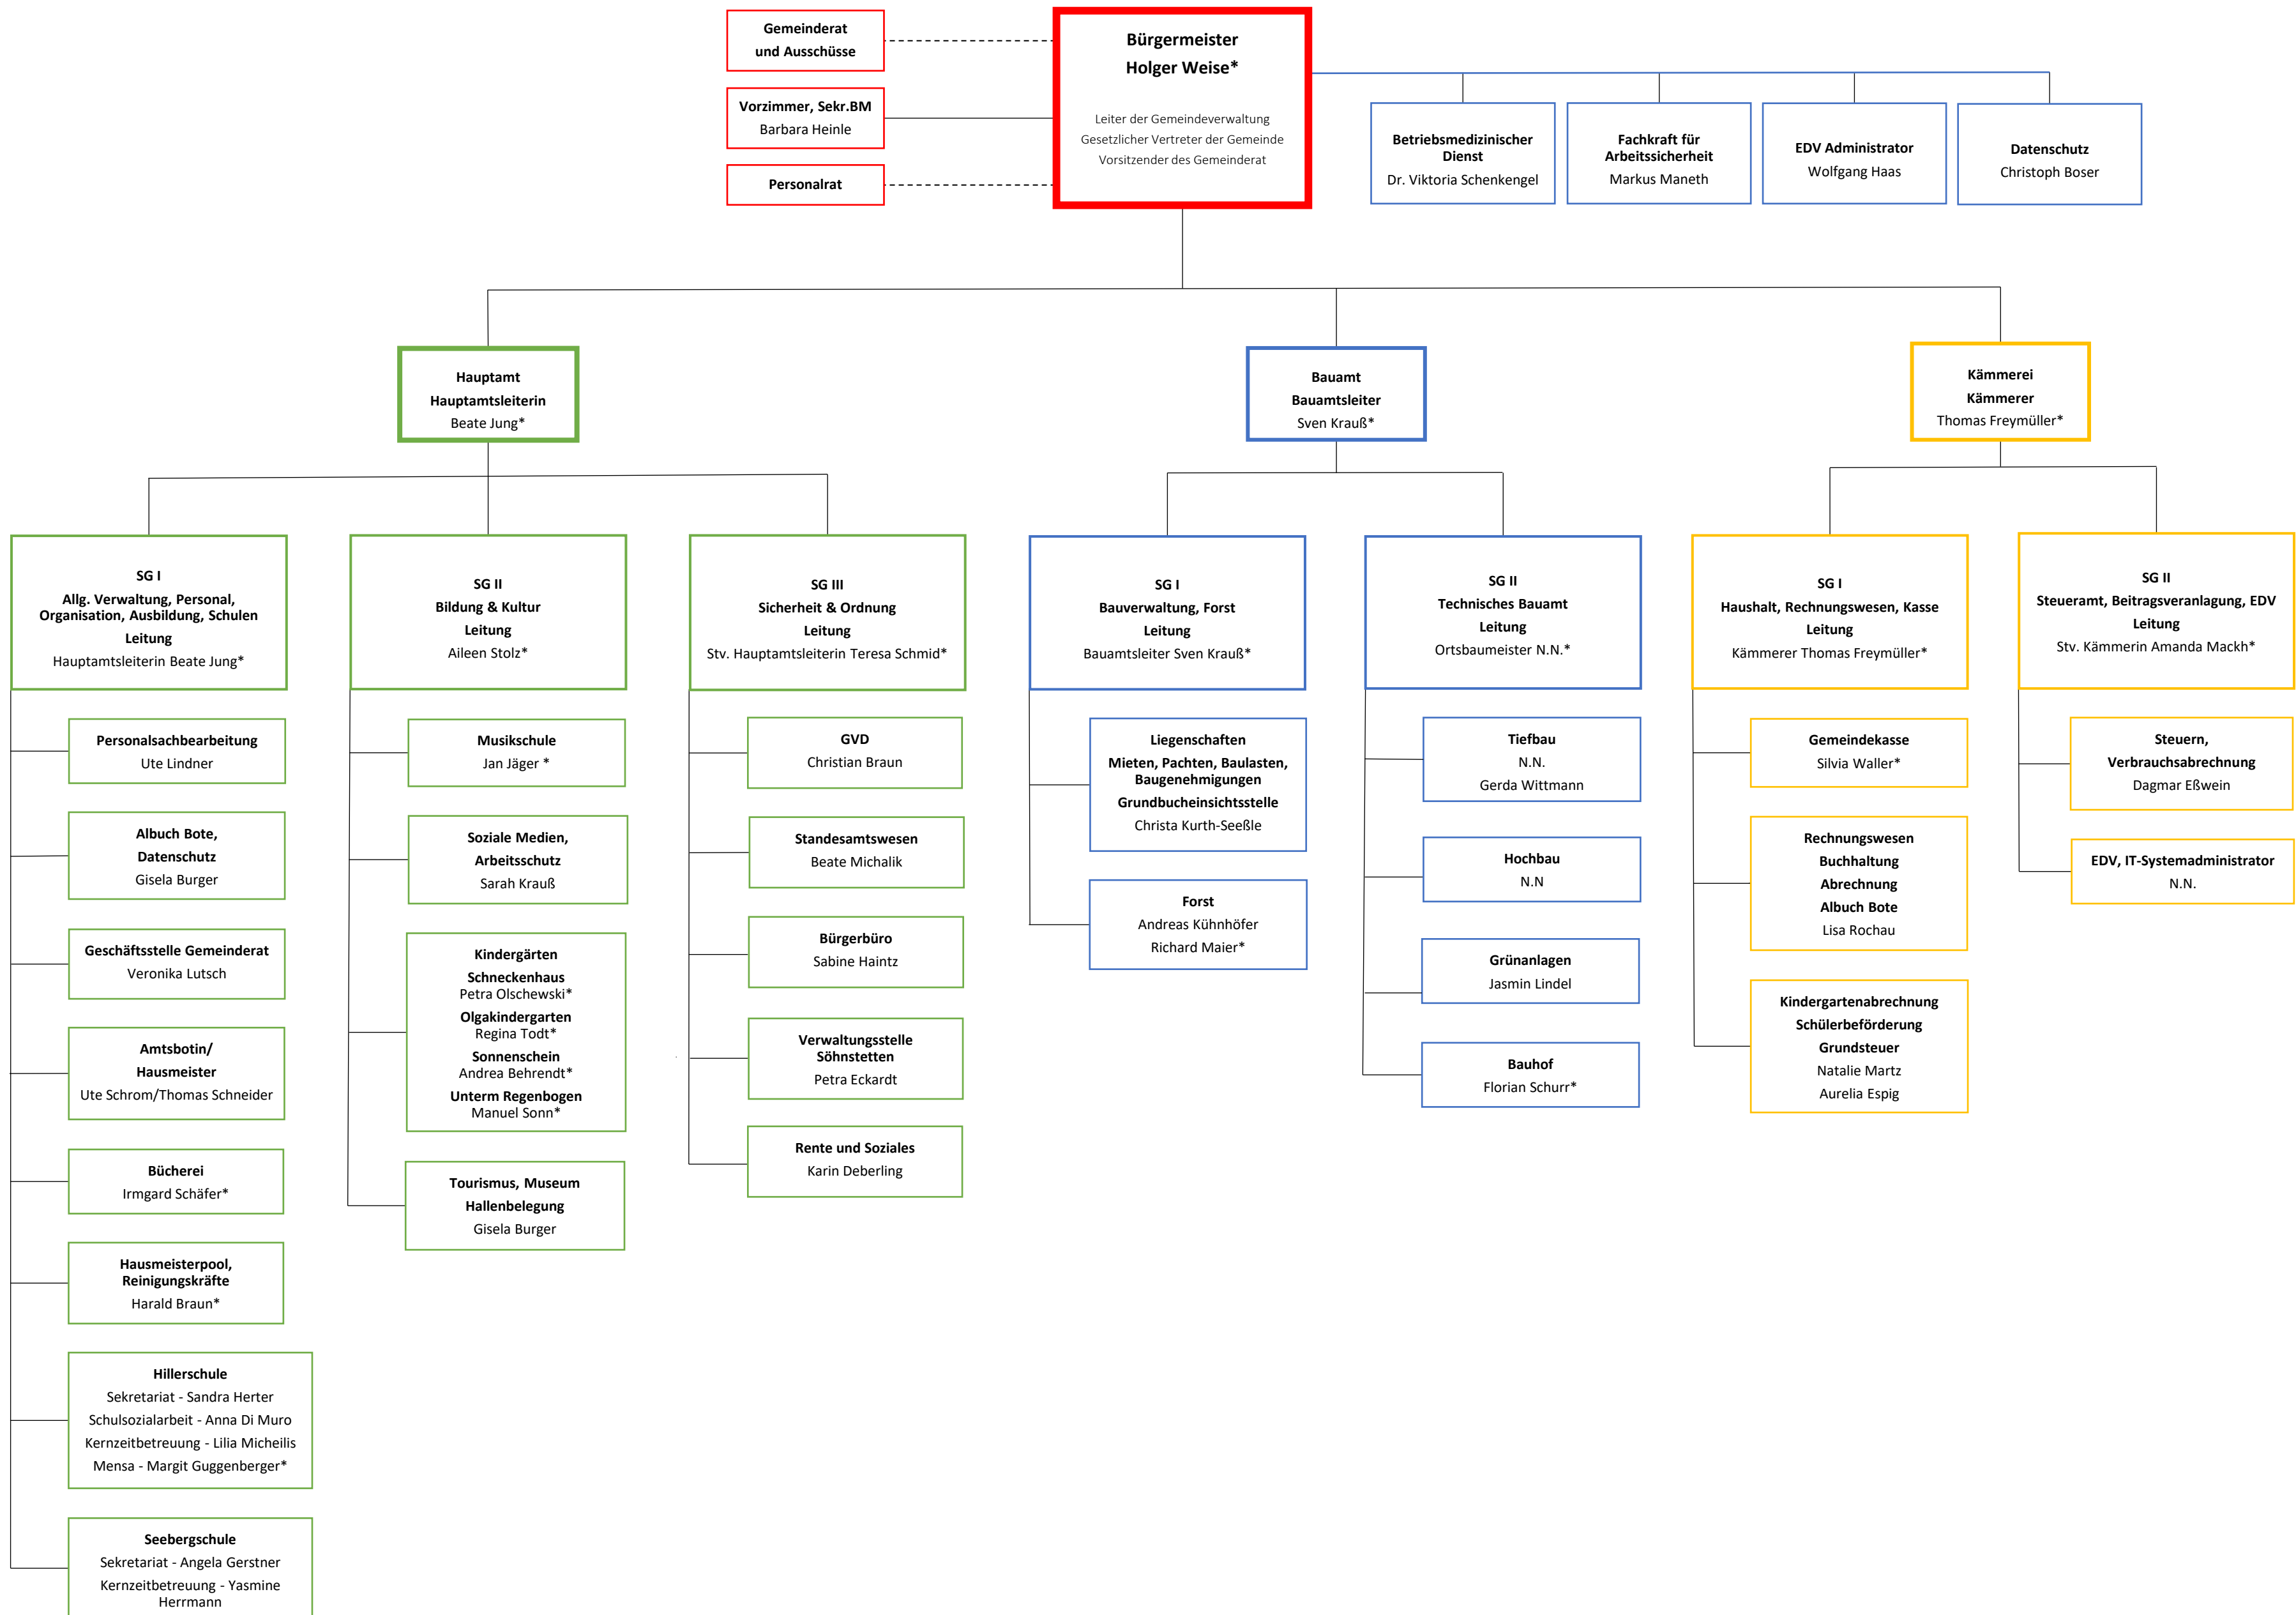 Gemeinderat
und Ausschüsse
Vorzimmer, Sekr.BM
Barbara Heinle
Personalrat
Bürgermeister
Holger Weise*
Leiter der Gemeindeverwaltung
Gesetzlicher Vertreter der Gemeinde
Vorsitzender des Gemeinderat
Betriebsmedizinischer
Dienst
Dr. Viktoria Schenkengel
Fachkraft für
Arbeitssicherheit
Markus Maneth
EDV Administrator
Wolfgang Haas
Datenschutz
Christoph Boser
Hauptamt
Hauptamtsleiterin
Beate Jung*
Bauamt
Bauamtsleiter
Sven Krauß*
Kämmerei
Kämmerer
Thomas Freymüller*
SG I
Allg. Verwaltung, Personal,
Organisation, Ausbildung, Schulen
Leitung
Hauptamtsleiterin Beate Jung*
Personalsachbearbeitung
Ute Lindner
Albuch Bote,
Datenschutz
Gisela Burger
Geschäftsstelle Gemeinderat
Veronika Lutsch
Amtsbotin/
Hausmeister
Ute Schrom/Thomas Schneider
Bücherei
Irmgard Schäfer*
Hausmeisterpool,
Reinigungskräfte
Harald Braun*
Hillerschule
Sekretariat - Sandra Herter
Schulsozialarbeit - Anna Di Muro
Kernzeitbetreuung - Lilia Micheilis
Mensa - Margit Guggenberger*
Seebergschule
Sekretariat - Angela Gerstner
Kernzeitbetreuung - Yasmine
Herrmann
SG II
Bildung & Kultur
Leitung
Aileen Stolz*
Musikschule
Jan Jäger *
Soziale Medien,
Arbeitsschutz
Sarah Krauß
Kindergärten
Schneckenhaus
Petra Olschewski*
Olgakindergarten
Regina Todt*
Sonnenschein
Andrea Behrendt*
Unterm Regenbogen
Manuel Sonn*
Tourismus, Museum
Hallenbelegung
Gisela Burger
SG III
Sicherheit & Ordnung
Leitung
Stv. Hauptamtsleiterin Teresa Schmid*
GVD
Christian Braun
Standesamtswesen
Beate Michalik
Bürgerbüro
Sabine Haintz
Verwaltungsstelle
Söhnstetten
Petra Eckardt
Rente und Soziales
Karin Deberling
SG I
Bauverwaltung, Forst
Leitung
Bauamtsleiter Sven Krauß*
Liegenschaften
Mieten, Pachten, Baulasten,
Baugenehmigungen
Grundbucheinsichtsstelle
Christa Kurth-Seeßle
Forst
Andreas Kühnhöfer
Richard Maier*
SG II
Technisches Bauamt
Leitung
Ortsbaumeister N.N.*
Tiefbau
N.N.
Gerda Wittmann
Hochbau
N.N
Grünanlagen
Jasmin Lindel
Bauhof
Florian Schurr*
SG I
Haushalt, Rechnungswesen, Kasse
Leitung
Kämmerer Thomas Freymüller*
Gemeindekasse
Silvia Waller*
Rechnungswesen
Buchhaltung
Abrechnung
Albuch Bote
Lisa Rochau
Kindergartenabrechnung
Schülerbeförderung
Grundsteuer
Natalie Martz
Aurelia Espig
SG II
Steueramt, Beitragsveranlagung, EDV
Leitung
Stv. Kämmerin Amanda Mackh*
Steuern,
Verbrauchsabrechnung
Dagmar Eßwein
EDV, IT-Systemadministrator
N.N.